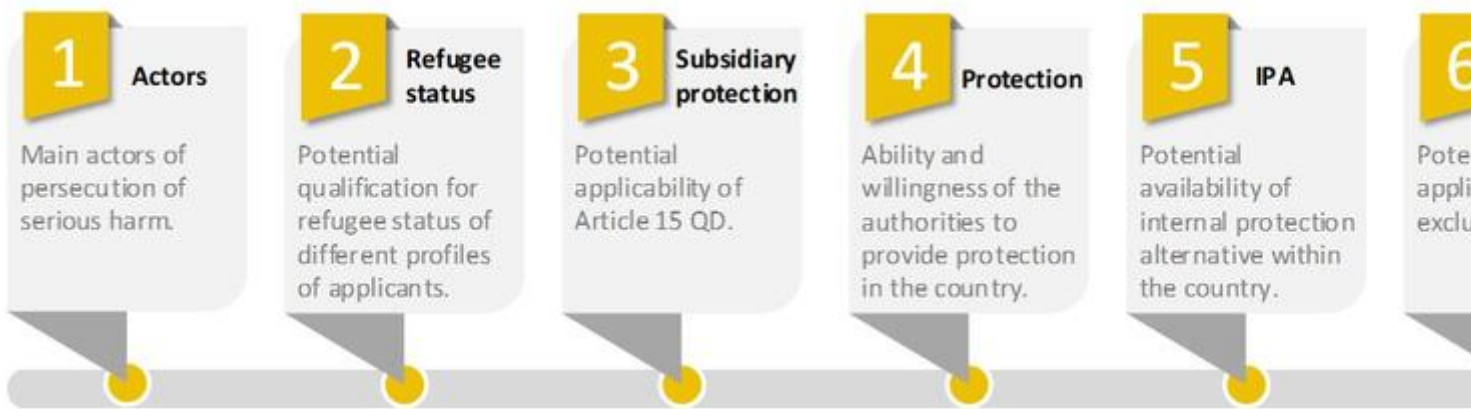 1
Actors
Main actors of
persecution of
serious harm.
2
Refugee
status
Potential
qualification for
refugee status of
different profiles
of applicants.
3
Subsidiary
protection
Potential
applicability of
Article 15 QD.
4
Protection
Ability and
willingness of the
authorities to
provide protection
in the country.
5
IPA
Potential
availability of
internal protection
alternative within
the country.
6